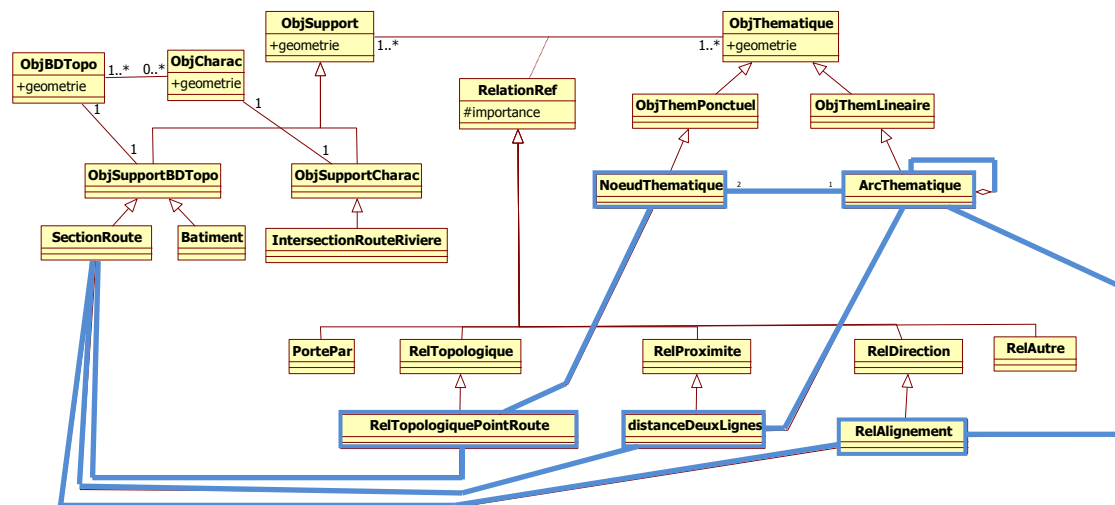 ObjSupport
+geometrie
1..*
1..*
ObjThematique
+geometrie
ObjBDTopo
+geometrie
1..*
0..*
ObjCharac
+geometrie
RelationRef
#importance
ObjThemPonctuel
ObjThemLineaire
1
1
1
1
ObjSupportBDTopo
ObjSupportCharac
NoeudThematique
2
1
ArcThematique
SectionRoute
Batiment
IntersectionRouteRiviere
PortePar
RelTopologique
RelProximite
RelDirection
RelAutre
RelTopologiquePointRoute
distanceDeuxLignes
RelAlignement